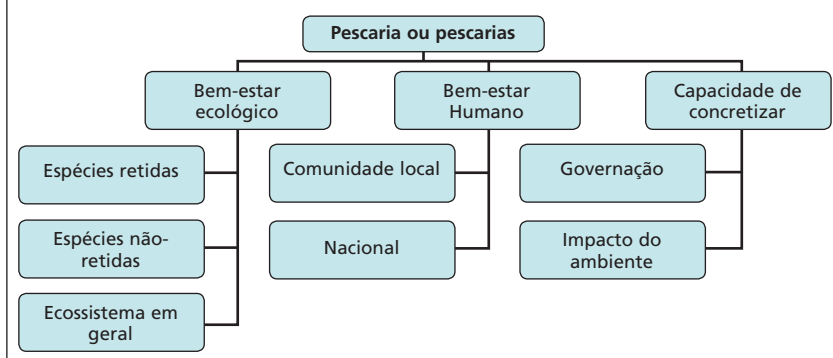 Pescaria ou pescarias
Bem-estar
ecológico
Bem-estar
Humano
Capacidade de
concretizar
Espécies retidas
Comunidade local
Governação
Espécies não-
retidas
Nacional
Impacto do
ambiente
Ecossistema em
geral